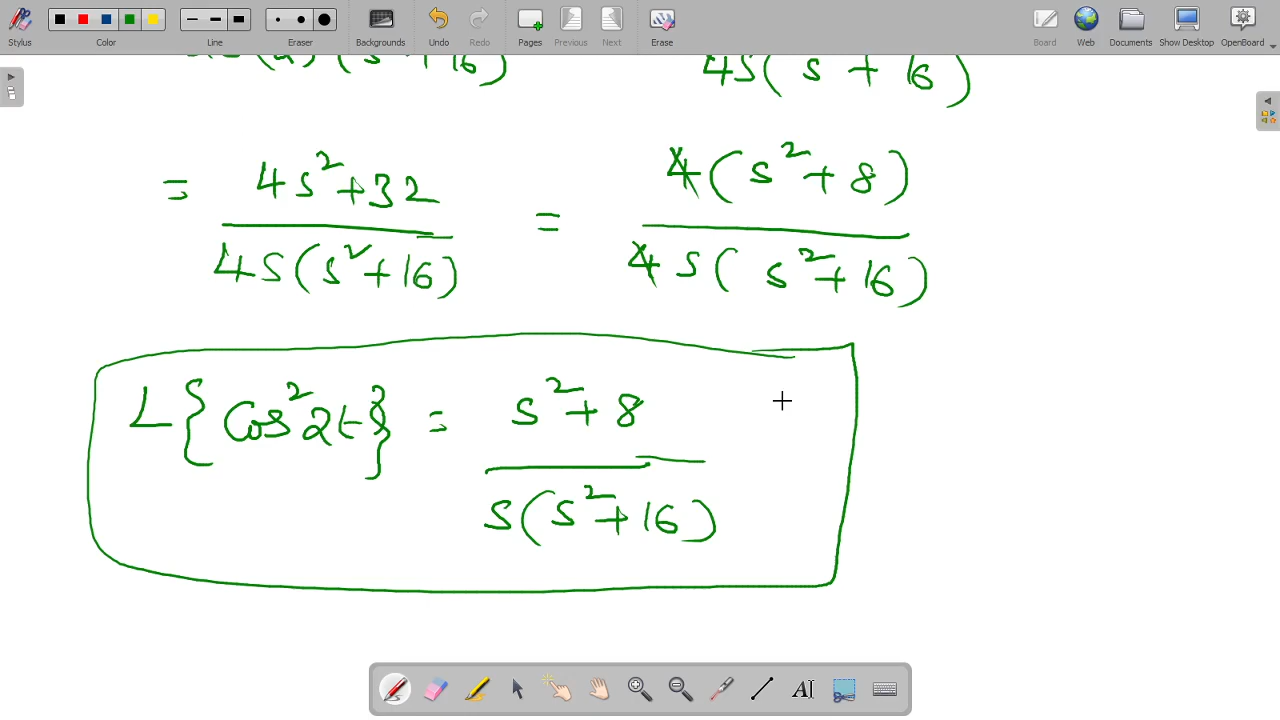 Stylus Color Line Eraser Backgrounds Undo Redo Pages Previous Next Erase Board Web Documents Show Desktop OpenBoard
4s( s + 16)
= 4s²+32 / 4s(s²+16) = 4(s²+8) / 4s(s²+16)
L{cos²2t} = s²+8 / s(s²+16)